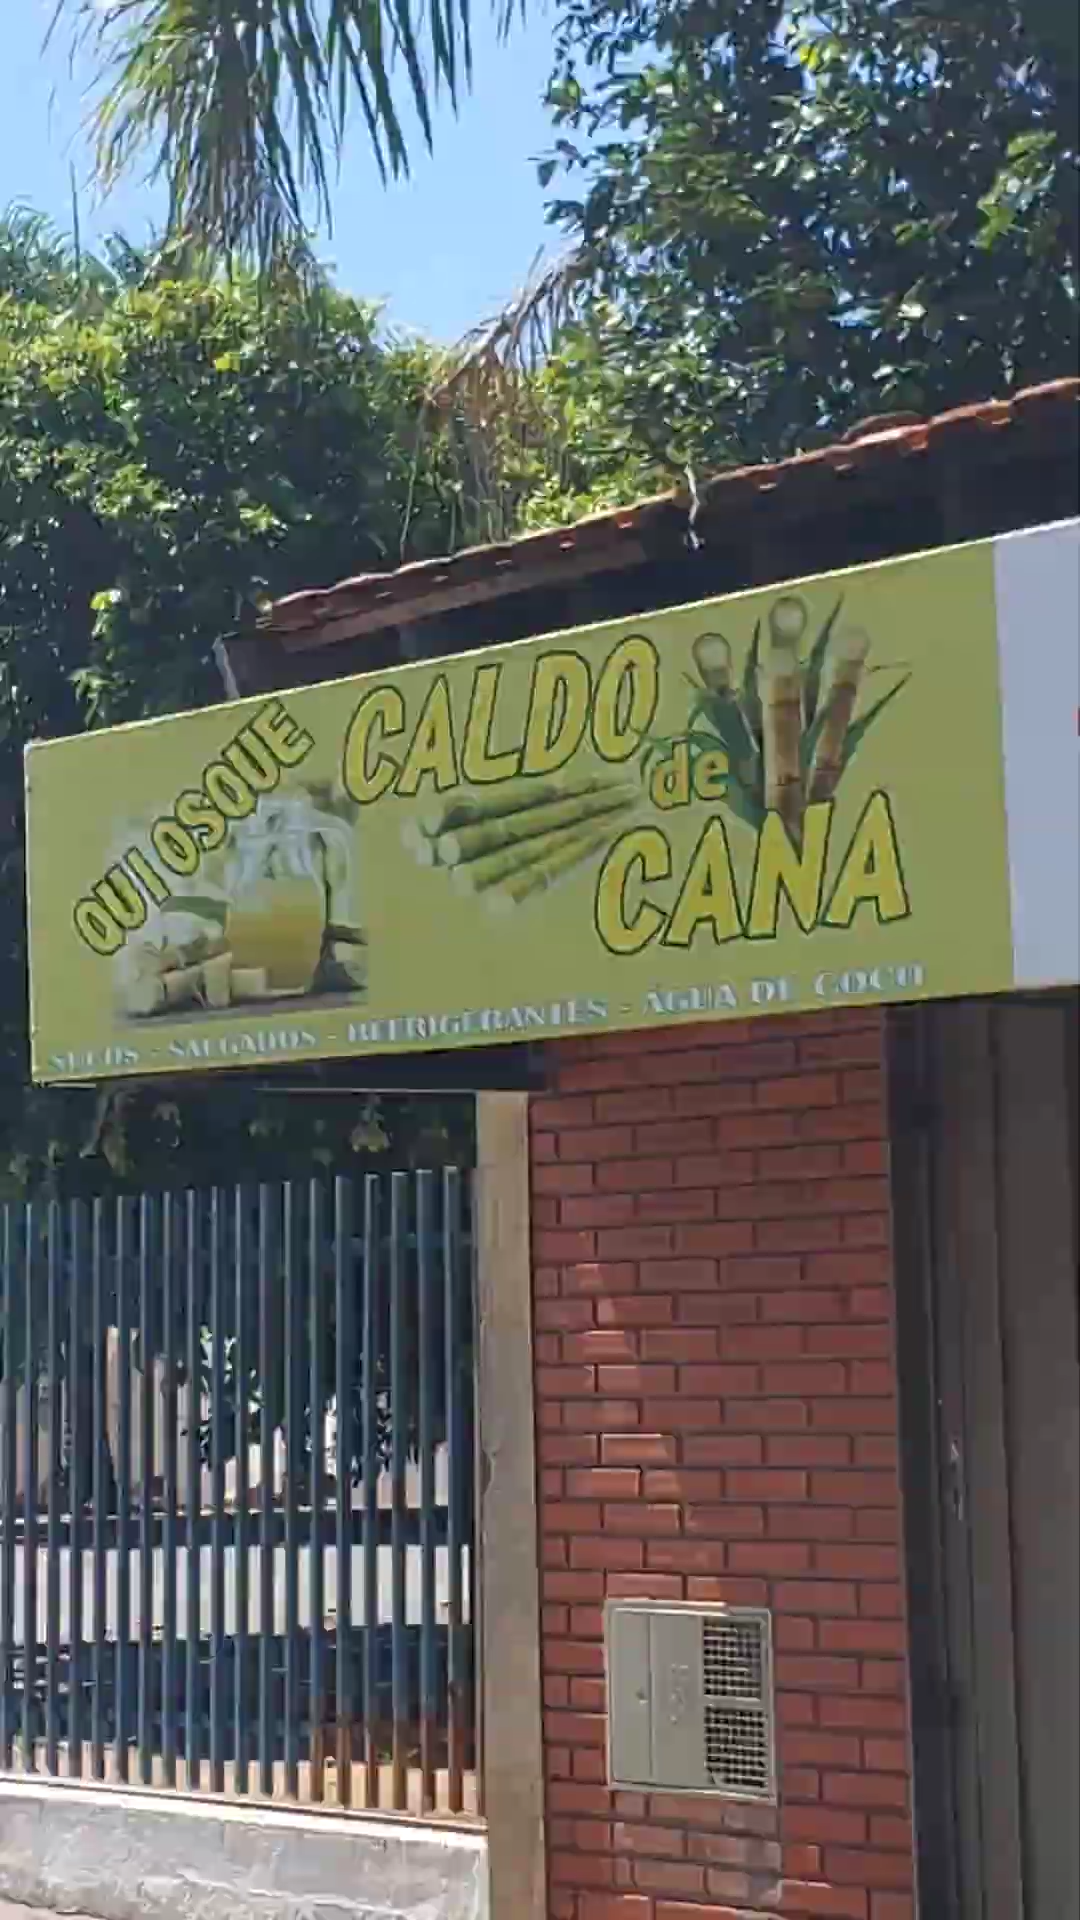 QUIOSQUE
CALDO
de
CANA
SUCOS - SALGADOS - REFRIGERANTES - ÁGUA DE COCO